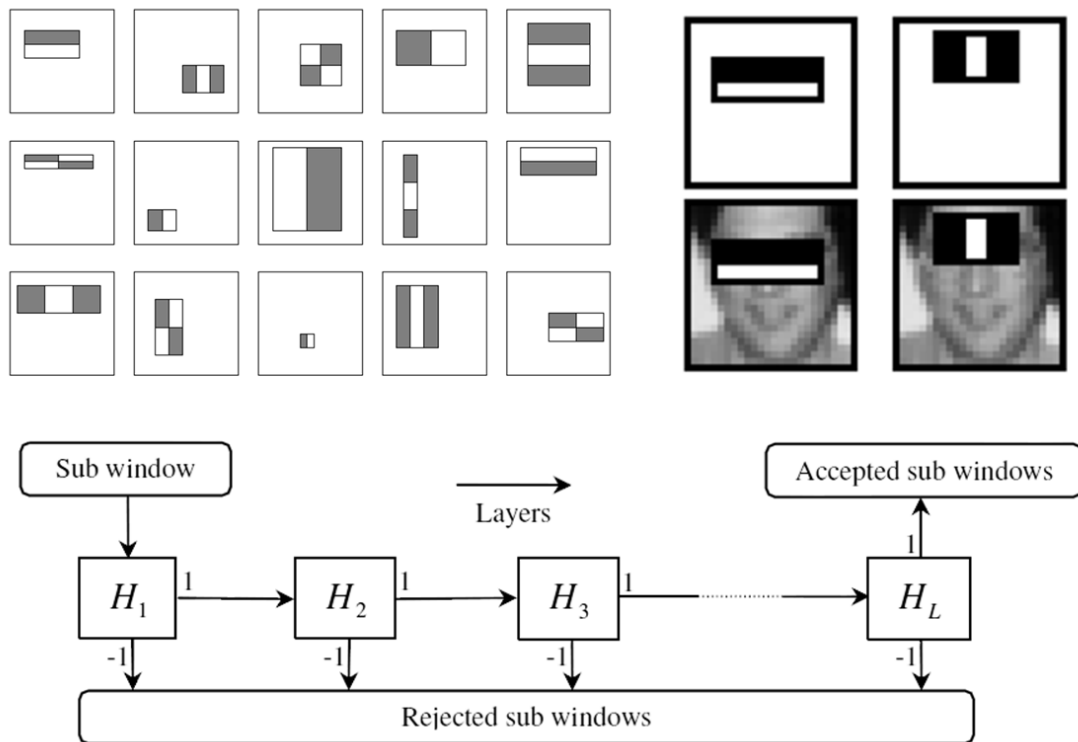 Sub window
Accepted sub windows
Layers
1
1
1
1
H₁
H₂
H₃
H_L
-1
-1
-1
-1
Rejected sub windows